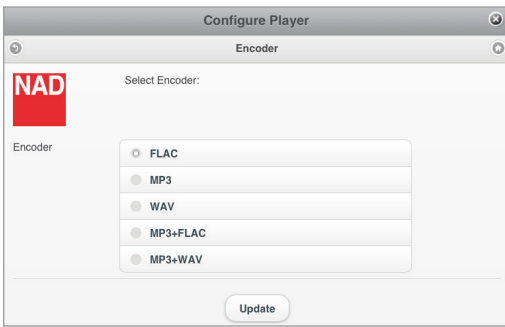 Configure Player
Encoder
NAD
Select Encoder:
Encoder
FLAC
MP3
WAV
MP3+FLAC
MP3+WAV
Update